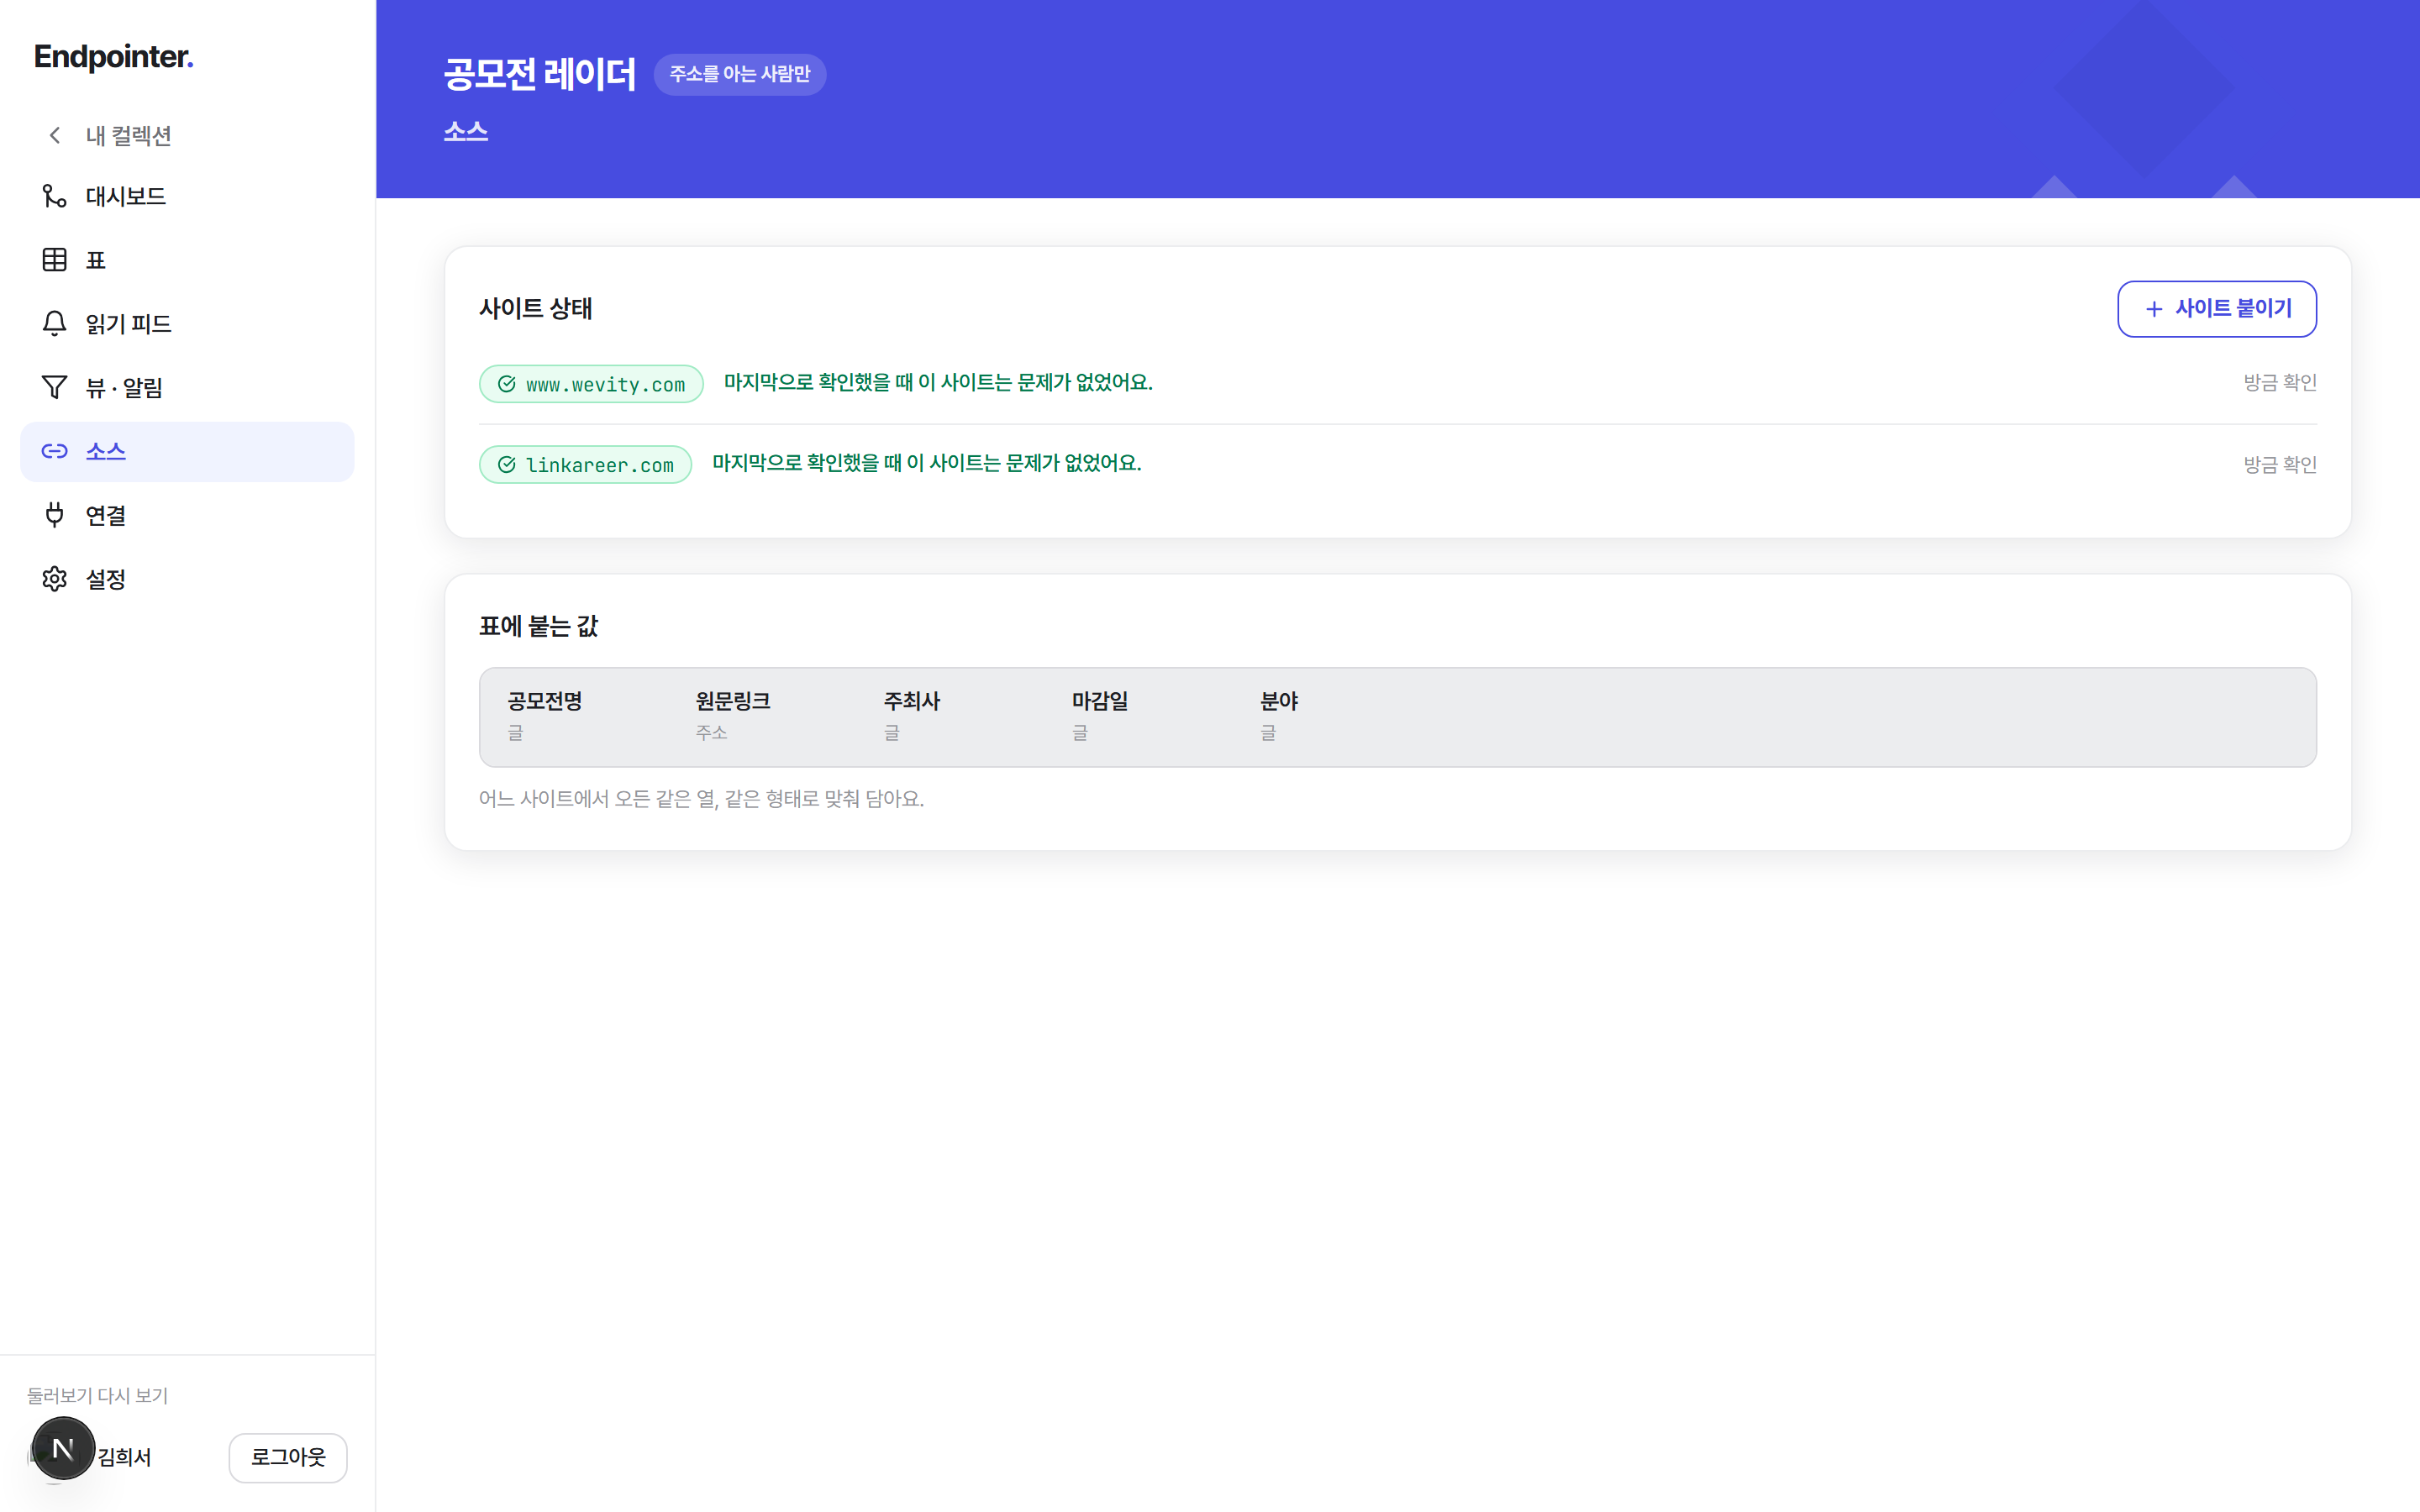 Endpointer.
내 컬렉션
대시보드
표
읽기 피드
뷰 · 알림
소스
연결
설정
둘러보기 다시 보기
N
김희서
로그아웃
공모전 레이더
주소를 아는 사람만
소스
사이트 상태
사이트 붙이기
www.wevity.com
마지막으로 확인했을 때 이 사이트는 문제가 없었어요.
방금 확인
linkareer.com
마지막으로 확인했을 때 이 사이트는 문제가 없었어요.
방금 확인
표에 붙는 값
공모전명 원문링크 주최사 마감일 분야
글 주소 글 글 글
어느 사이트에서 오든 같은 열, 같은 형태로 맞춰 담아요.